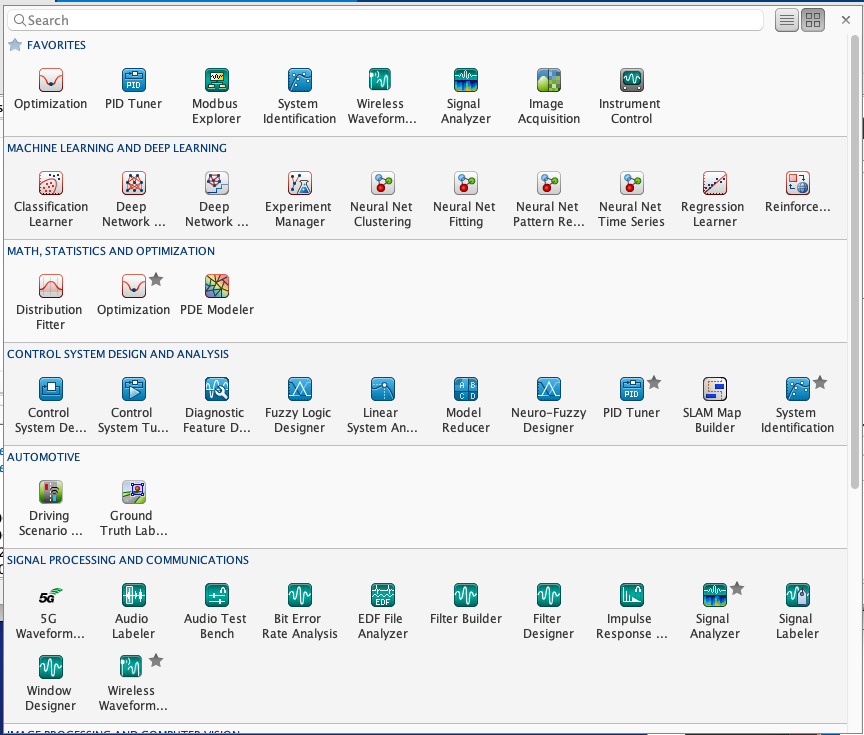 Search
FAVORITES
Optimization
PID Tuner
Modbus
Explorer
System
Identification
Wireless
Waveform...
Signal
Analyzer
Image
Acquisition
Instrument
Control
MACHINE LEARNING AND DEEP LEARNING
Classification
Learner
Deep
Network ...
Deep
Network ...
Experiment
Manager
Neural Net
Clustering
Neural Net
Fitting
Neural Net
Pattern Re...
Neural Net
Time Series
Regression
Learner
Reinforce...
MATH, STATISTICS AND OPTIMIZATION
Distribution
Fitter
Optimization
PDE Modeler
CONTROL SYSTEM DESIGN AND ANALYSIS
Control
System De...
Control
System Tu...
Diagnostic
Feature D...
Fuzzy Logic
Designer
Linear
System An...
Model
Reducer
Neuro-Fuzzy
Designer
PID Tuner
SLAM Map
Builder
System
Identification
AUTOMOTIVE
Driving
Scenario ...
Ground
Truth Lab...
SIGNAL PROCESSING AND COMMUNICATIONS
5G
Waveform...
Audio
Labeler
Audio Test
Bench
Bit Error
Rate Analysis
EDF File
Analyzer
Filter Builder
Filter
Designer
Impulse
Response ...
Signal
Analyzer
Signal
Labeler
Window
Designer
Wireless
Waveform...
IMAGE PROCESSING AND COMPUTER VISION